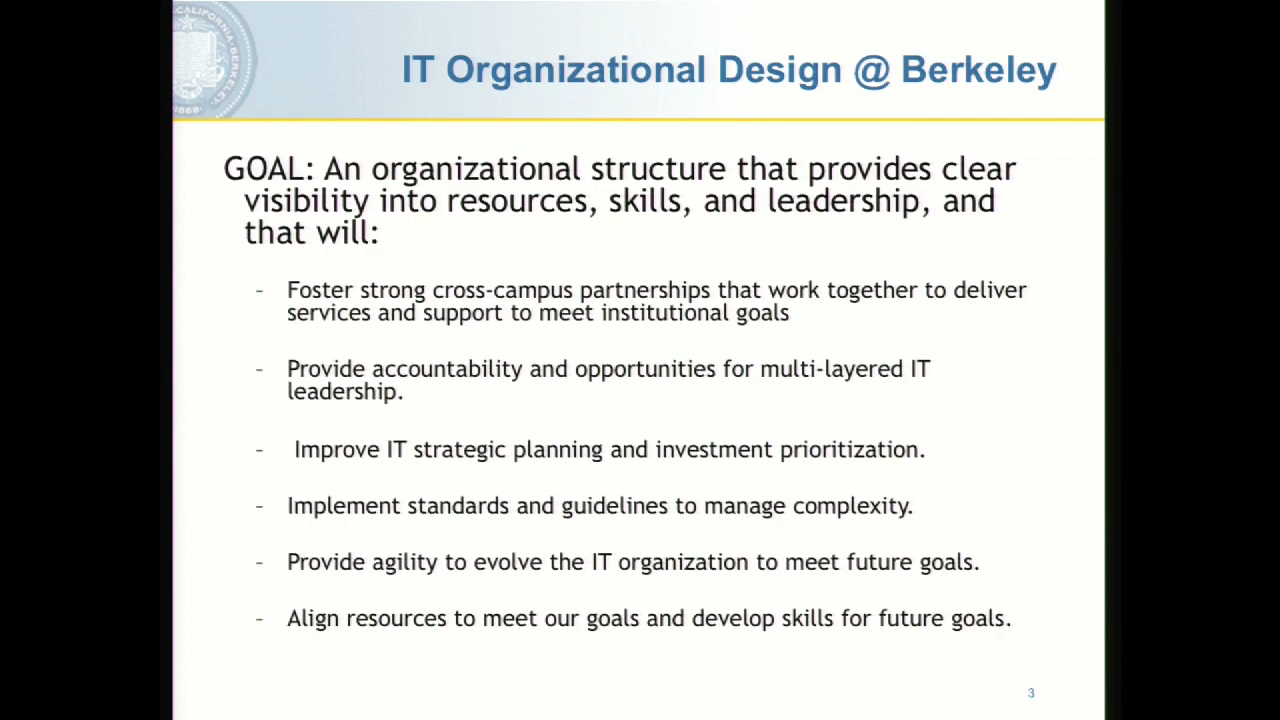 CALIFORNIA·BERKELEY
1868
IT Organizational Design @ Berkeley
GOAL: An organizational structure that provides clear
visibility into resources, skills, and leadership, and
that will:
- Foster strong cross-campus partnerships that work together to deliver
services and support to meet institutional goals
- Provide accountability and opportunities for multi-layered IT
leadership.
- Improve IT strategic planning and investment prioritization.
- Implement standards and guidelines to manage complexity.
- Provide agility to evolve the IT organization to meet future goals.
- Align resources to meet our goals and develop skills for future goals.
3